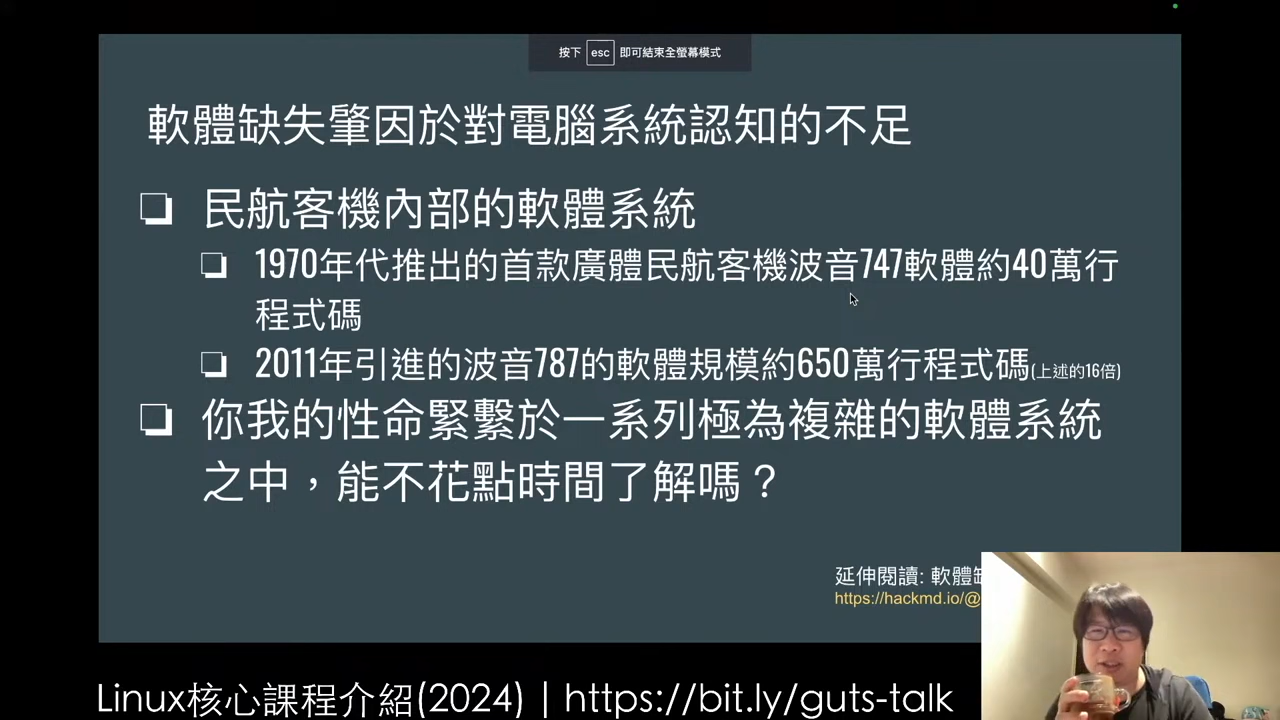 按下 esc 即可結束全螢幕模式
軟體缺失肇因於對電腦系統認知的不足
❏ 民航客機內部的軟體系統
❏ 1970年代推出的首款廣體民航客機波音747軟體約40萬行
程式碼
❏ 2011年引進的波音787的軟體規模約650萬行程式碼(上述的16倍)
❏ 你我的性命緊繫於一系列極為複雜的軟體系統
之中，能不花點時間了解嗎？
延伸閱讀: 軟體
https://hackmd.io/@
Linux核心課程介紹(2024) | https://bit.ly/guts-talk